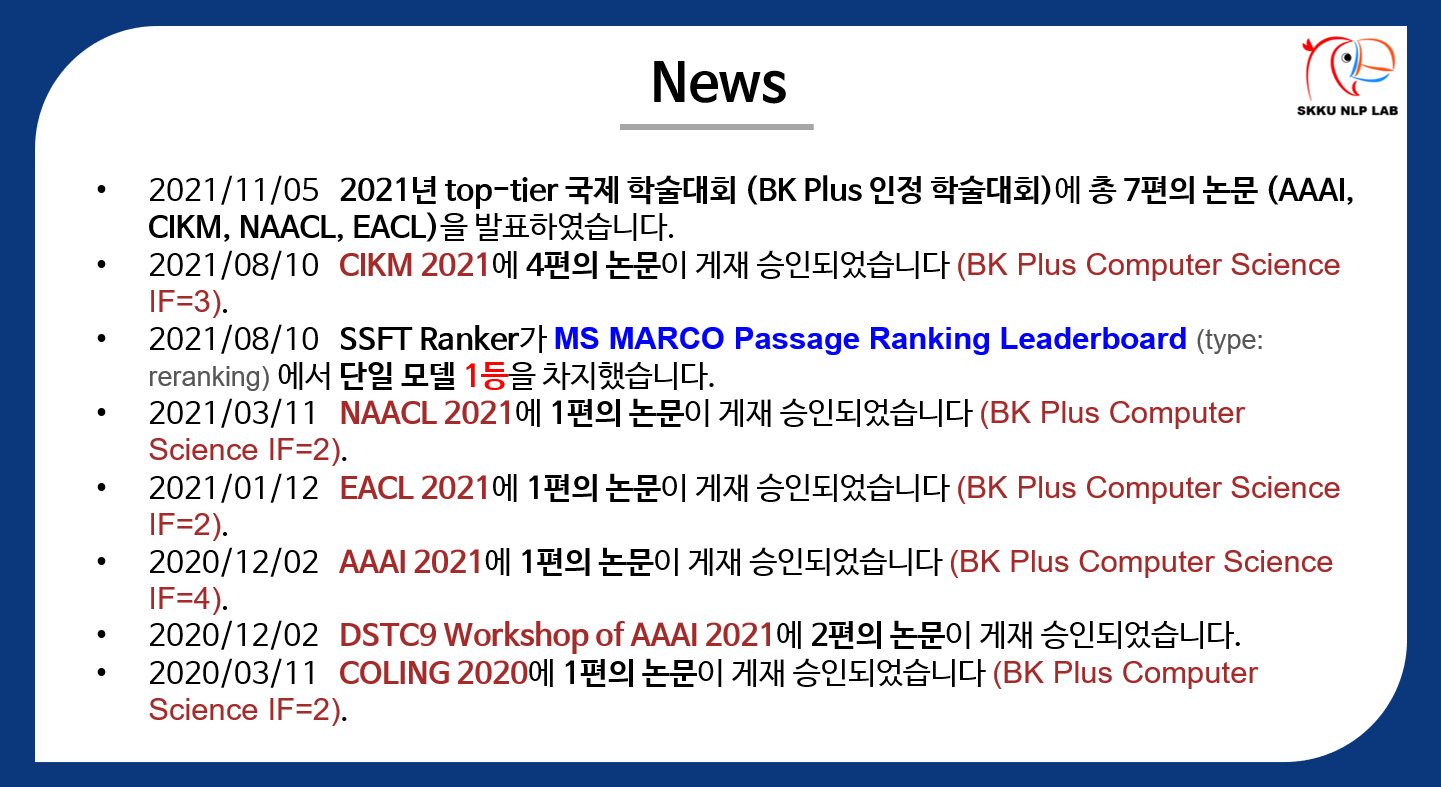 News
SKKU NLP LAB
• 2021/11/05 2021년 top-tier 국제 학술대회 (BK Plus 인정 학술대회)에 총 7편의 논문 (AAAI,
CIKM, NAACL, EACL)을 발표하였습니다.
• 2021/08/10 CIKM 2021에 4편의 논문이 게재 승인되었습니다 (BK Plus Computer Science
IF=3).
• 2021/08/10 SSFT Ranker가 MS MARCO Passage Ranking Leaderboard (type:
reranking) 에서 단일 모델 1등을 차지했습니다.
• 2021/03/11 NAACL 2021에 1편의 논문이 게재 승인되었습니다 (BK Plus Computer
Science IF=2).
• 2021/01/12 EACL 2021에 1편의 논문이 게재 승인되었습니다 (BK Plus Computer Science
IF=2).
• 2020/12/02 AAAI 2021에 1편의 논문이 게재 승인되었습니다 (BK Plus Computer Science
IF=4).
• 2020/12/02 DSTC9 Workshop of AAAI 2021에 2편의 논문이 게재 승인되었습니다.
• 2020/03/11 COLING 2020에 1편의 논문이 게재 승인되었습니다 (BK Plus Computer
Science IF=2).